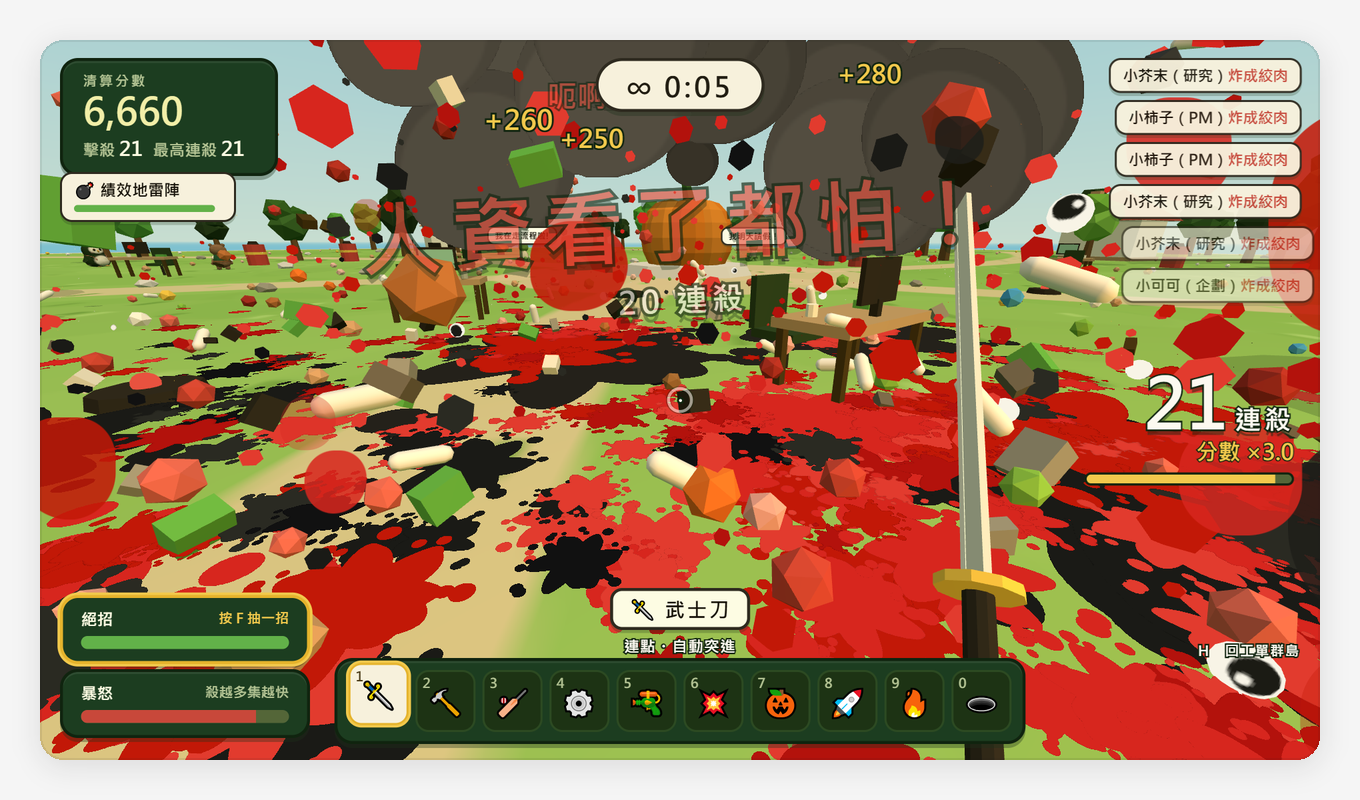 清算分數
6,660
擊殺 21 最高連殺 21
績效地雷陣
∞ 0:05
呃啊
+260
+250
+280
小芥末（研究）炸成絞肉
小柿子（PM）炸成絞肉
小柿子（PM）炸成絞肉
小芥末（研究）炸成絞肉
小芥末（研究）炸成絞肉
小可可（企劃）炸成絞肉
人資看了都怕！
20 連殺
21 連殺
分數 ×3.0
絕招 按 F 抽一招
暴怒 殺越多集越快
武士刀
連點・自動突進
1
2
3
4
5
6
7
8
9
0
H 回工單群島